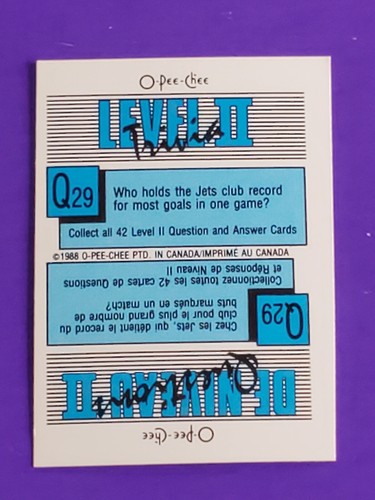 O-Pee-Chee
LEVEL II
Trivia
Q29
Who holds the Jets club record
for most goals in one game?
Collect all 42 Level II Question and Answer Cards
©1988 O-PEE-CHEE PTD. IN CANADA/IMPRIMÉ AU CANADA
O-Pee-Chee
DE NIVEAU II
Questions
Q29
Chez les Jets, qui détient le record du
club pour le plus grand nombre de
buts marqués en un match?
Collectionnez toutes les 42 cartes de Questions
et Réponses de Niveau II